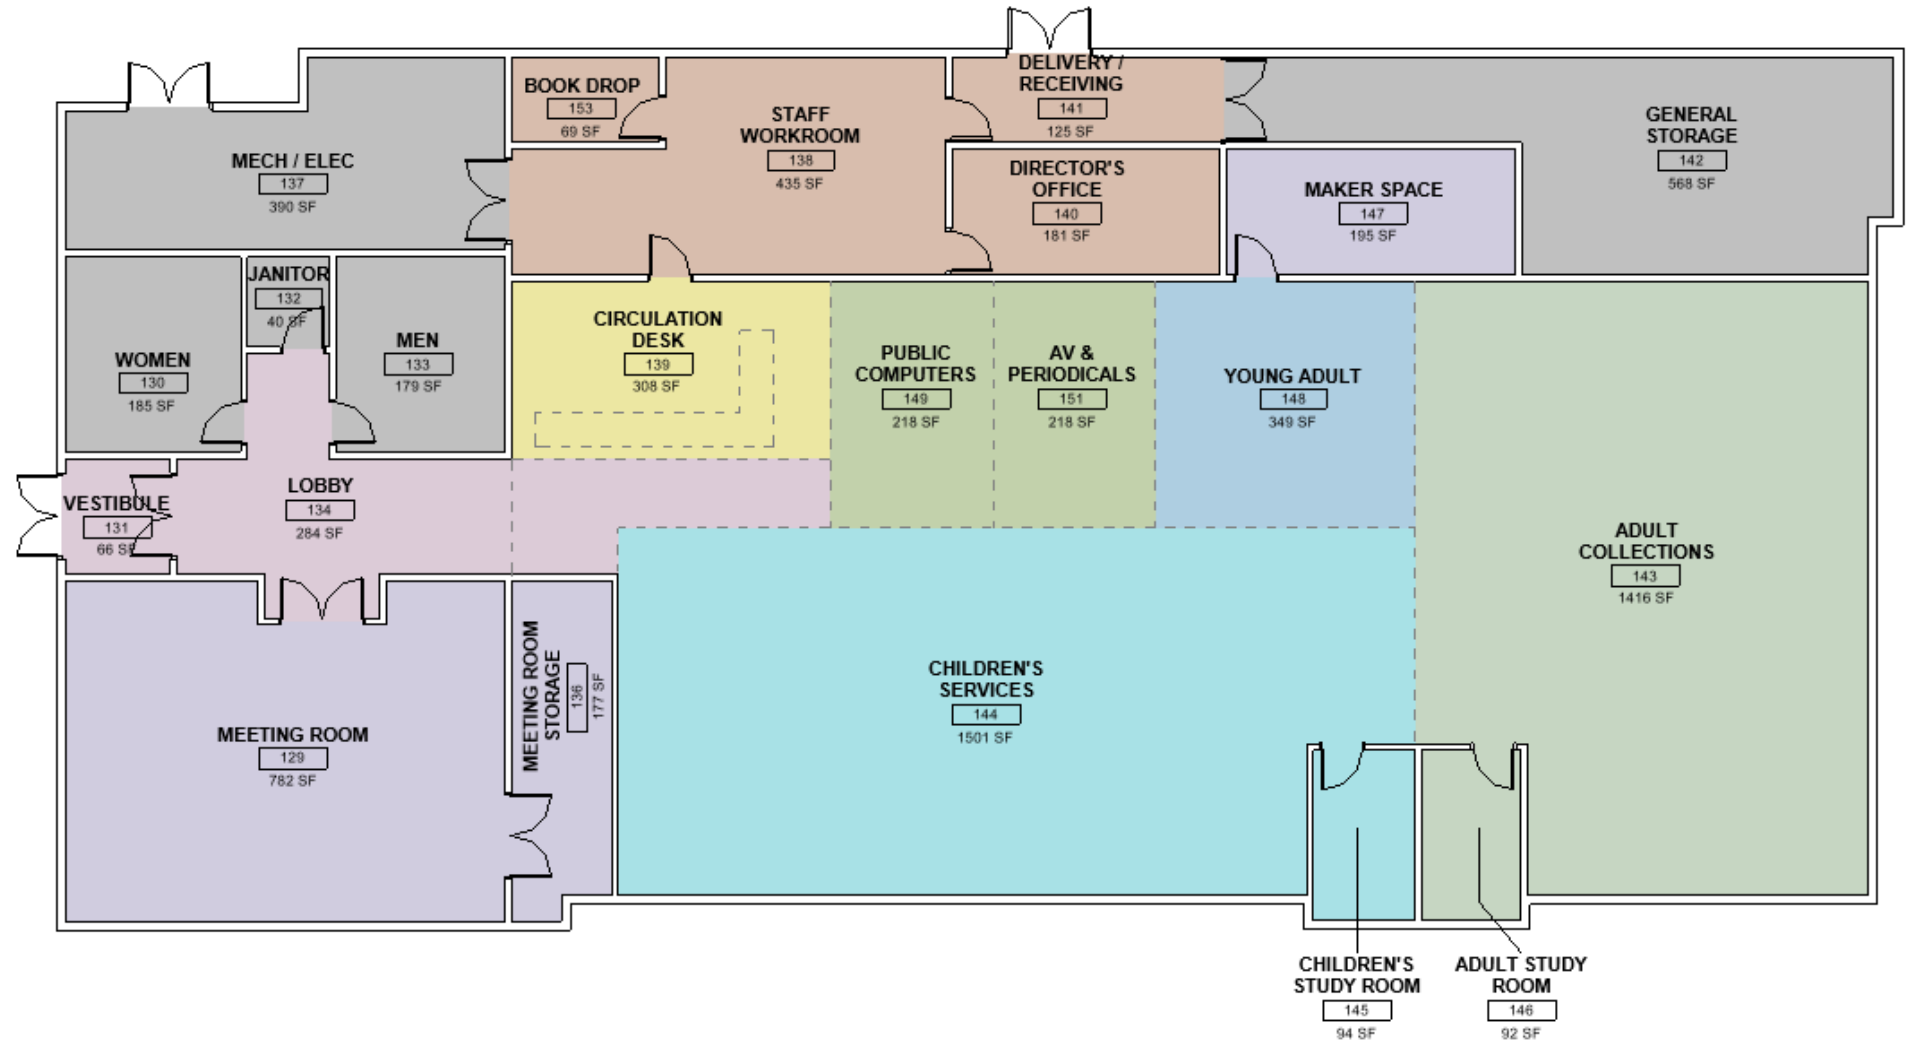 BOOK DROP
153
69 SF
STAFF
WORKROOM
138
435 SF
DELIVERY /
RECEIVING
141
125 SF
GENERAL
STORAGE
142
568 SF
MECH / ELEC
137
390 SF
DIRECTOR'S
OFFICE
140
181 SF
MAKER SPACE
147
195 SF
JANITOR
132
40 SF
WOMEN
130
185 SF
MEN
133
179 SF
CIRCULATION
DESK
139
308 SF
PUBLIC
COMPUTERS
149
218 SF
AV &
PERIODICALS
151
218 SF
YOUNG ADULT
148
349 SF
VESTIBULE
131
66 SF
LOBBY
134
284 SF
ADULT
COLLECTIONS
143
1416 SF
MEETING ROOM
129
782 SF
MEETING ROOM
STORAGE
136
177 SF
CHILDREN'S
SERVICES
144
1501 SF
CHILDREN'S
STUDY ROOM
145
94 SF
ADULT STUDY
ROOM
146
92 SF